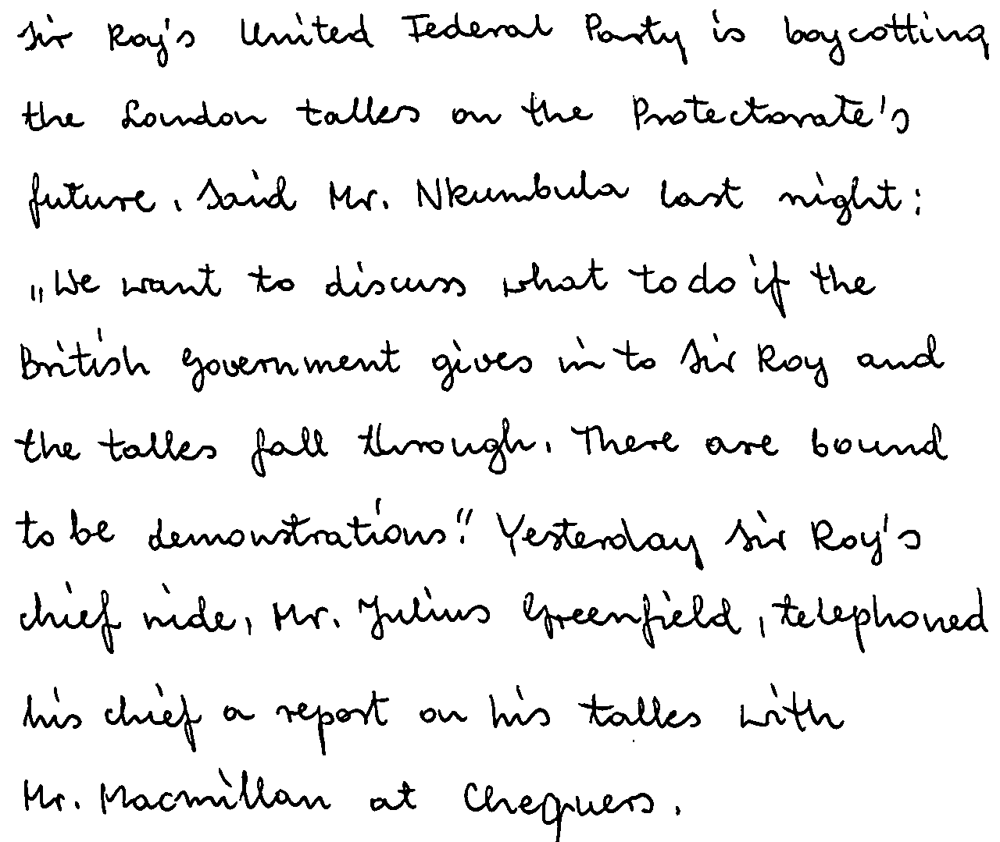 Sir Roy's United Federal Party is boycotting
the London talks on the Protectorate's
future. Said Mr. Nkumbula last night:
„We want to discuss what to do if the
British Government gives in to Sir Roy and
the talks fall through. There are bound
to be demonstrations." Yesterday Sir Roy's
chief aide, Mr. Julius Greenfield, telephoned
his chief a report on his talks with
Mr. Macmillan at Chequers.